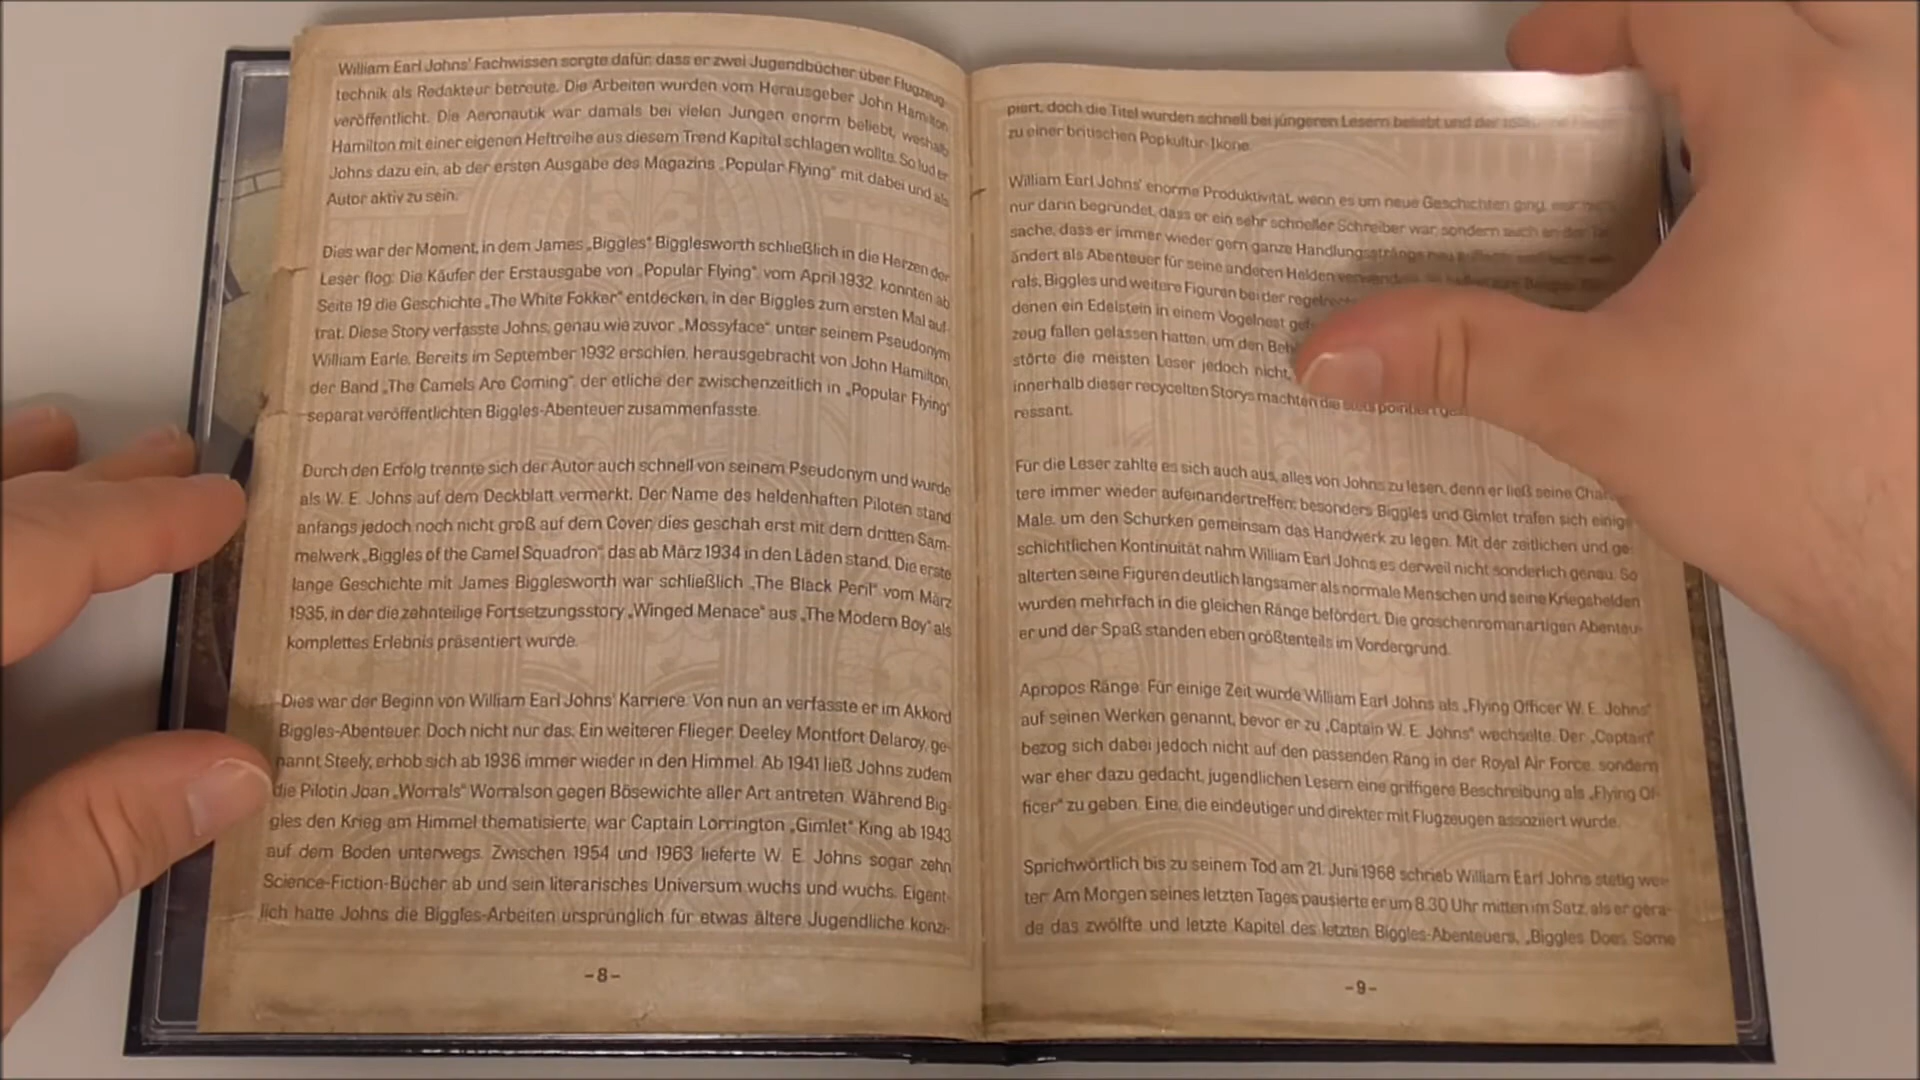 William Earl Johns' Fachwissen sorgte dafür, dass er zwei Jugendbücher über Flugzeug-
technik als Redakteur betreute. Die Arbeiten wurden vom Herausgeber John Hamilton
veröffentlicht. Die Aeronautik war damals bei vielen Jungen enorm beliebt, weshalb
Hamilton mit einer eigenen Heftreihe aus diesem Trend Kapital schlagen wollte. So lud er
Johns dazu ein, ab der ersten Ausgabe des Magazins „Popular Flying“ mit dabei und als
Autor aktiv zu sein.
Dies war der Moment, in dem James „Biggles“ Bigglesworth schließlich in die Herzen der
Leser flog: Die Käufer der Erstausgabe von „Popular Flying“, vom April 1932, konnten ab
Seite 19 die Geschichte „The White Fokker“ entdecken, in der Biggles zum ersten Mal auf-
trat. Diese Story verfasste Johns, genau wie zuvor „Mossyface“ unter seinem Pseudonym
William Earle. Bereits im September 1932 erschien, herausgebracht von John Hamilton,
der Band „The Camels Are Coming“, der etliche der zwischenzeitlich in „Popular Flying“
separat veröffentlichten Biggles-Abenteuer zusammenfasste.
Durch den Erfolg trennte sich der Autor auch schnell von seinem Pseudonym und wurde
als W. E. Johns auf dem Deckblatt vermerkt. Der Name des heldenhaften Piloten stand
anfangs jedoch noch nicht groß auf dem Cover, dies geschah erst mit dem dritten Sam-
melwerk „Biggles of the Camel Squadron“, das ab März 1934 in den Läden stand. Die erste
lange Geschichte mit James Bigglesworth war schließlich „The Black Peril“ vom März
1935, in der die zehnteilige Fortsetzungsstory „Winged Menace“ aus „The Modern Boy“ als
komplettes Erlebnis präsentiert wurde.
Dies war der Beginn von William Earl Johns' Karriere. Von nun an verfasste er im Akkord
Biggles-Abenteuer. Doch nicht nur das: Ein weiterer Flieger, Deeley Montfort Delaroy, ge-
nannt Steely, erhob sich ab 1936 immer wieder in den Himmel. Ab 1941 ließ Johns zudem
die Pilotin Joan „Worrals“ Worralson gegen Bösewichte aller Art antreten. Während Big-
gles den Krieg am Himmel thematisierte, war Captain Lorrington „Gimlet“ King ab 1943
auf dem Boden unterwegs. Zwischen 1954 und 1963 lieferte W. E. Johns sogar zehn
Science-Fiction-Bücher ab und sein literarisches Universum wuchs und wuchs. Eigent-
lich hatte Johns die Biggles-Arbeiten ursprünglich für etwas ältere Jugendliche konzi-
-8-
piert, doch die Titel wurden schnell bei jüngeren Lesern beliebt und der
zu einer britischen Popkultur-Ikone.
William Earl Johns' enorme Produktivität, wenn es um neue Geschichten ging, war
nur darin begründet, dass er ein sehr schneller Schreiber war, sondern auch an der Tat-
sache, dass er immer wieder gern ganze Handlungsstränge neu
ändert als Abenteuer für seine anderen Helden
rals, Biggles und weitere Figuren bei der
denen ein Edelstein in einem Vogelnest
zeug fallen gelassen hatten, um den
störte die meisten Leser jedoch nicht,
innerhalb dieser recycelten Storys machten die stets pointiert
ressant.
Für die Leser zahlte es sich auch aus, alles von Johns zu lesen, denn er ließ seine
tere immer wieder aufeinandertreffen; besonders Biggles und Gimlet trafen sich einige
Male, um den Schurken gemeinsam das Handwerk zu legen. Mit der zeitlichen und ge-
schichtlichen Kontinuität nahm William Earl Johns es derweil nicht sonderlich genau. So
alterten seine Figuren deutlich langsamer als normale Menschen und seine Kriegshelden
wurden mehrfach in die gleichen Ränge befördert. Die groschenromanartigen Abenteu-
er und der Spaß standen eben größtenteils im Vordergrund.
Apropos Ränge: Für einige Zeit wurde William Earl Johns als „Flying Officer W. E. Johns“
auf seinen Werken genannt, bevor er zu „Captain W. E. Johns“ wechselte. Der „Captain“
bezog sich dabei jedoch nicht auf den passenden Rang in der Royal Air Force, sondern
war eher dazu gedacht, jugendlichen Lesern eine griffigere Beschreibung als „Flying Of-
ficer“ zu geben. Eine, die eindeutiger und direkter mit Flugzeugen assoziiert wurde.
Sprichwörtlich bis zu seinem Tod am 21. Juni 1968 schrieb William Earl Johns stetig wei-
ter. Am Morgen seines letzten Tages pausierte er um 8.30 Uhr mitten im Satz, als er gera-
de das zwölfte und letzte Kapitel des letzten Biggles-Abenteuers, „Biggles Does Some
-9-